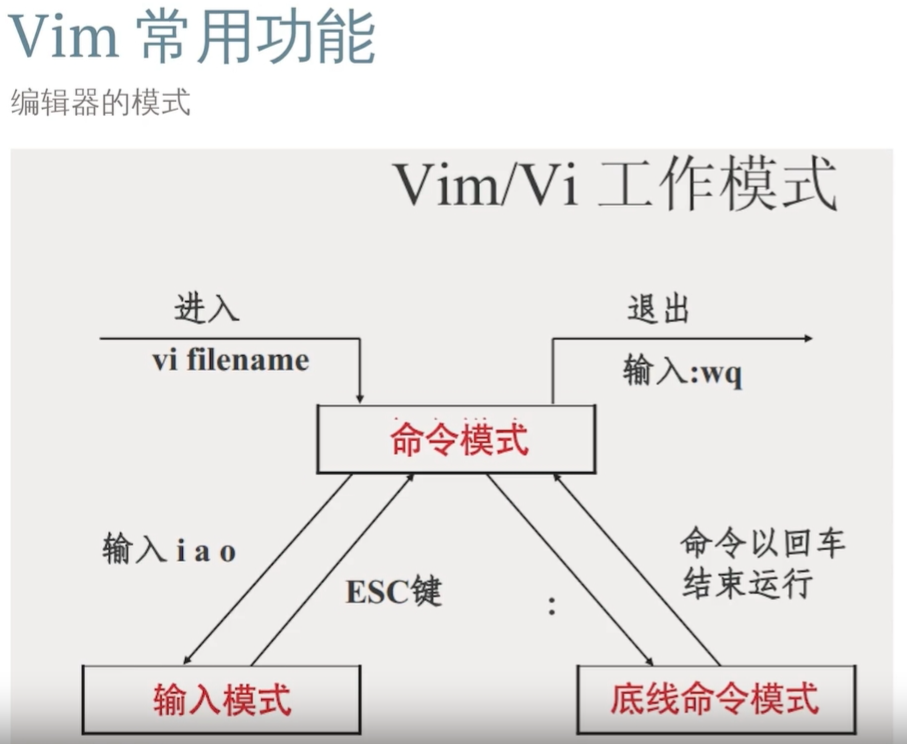 Vim 常用功能
编辑器的模式
Vim/Vi 工作模式
进入
vi filename
退出
输入:wq
命令模式
输入 i a o
ESC键
:
命令以回车
结束运行
输入模式
底线命令模式